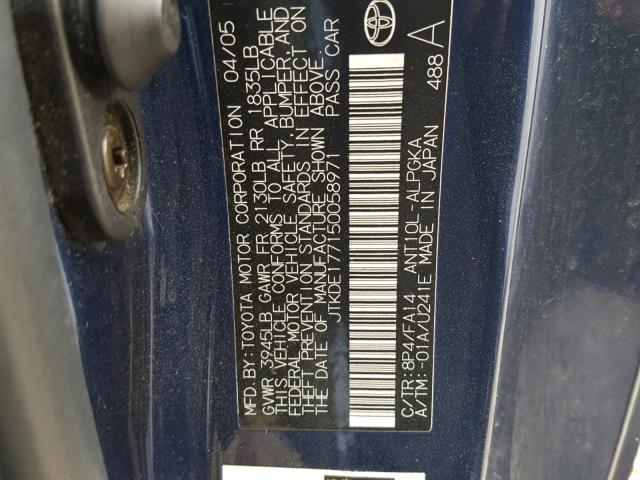 MFD.BY:TOYOTA MOTOR CORPORATION 04/05
GVWR 3945LB GAWR FR 2130LB RR 1835LB
THIS VEHICLE CONFORMS TO ALL APPLICABLE
FEDERAL MOTOR VEHICLE SAFETY, BUMPER, AND
THEFT PREVENTION STANDARDS IN EFFECT ON
THE DATE OF MANUFACTURE SHOWN ABOVE.
JTKDE177150058971 PASS CAR
C/TR:8P4/FA14 ANT10L-ALPGKA 488 A
A/TM:-01A/U241E MADE IN JAPAN